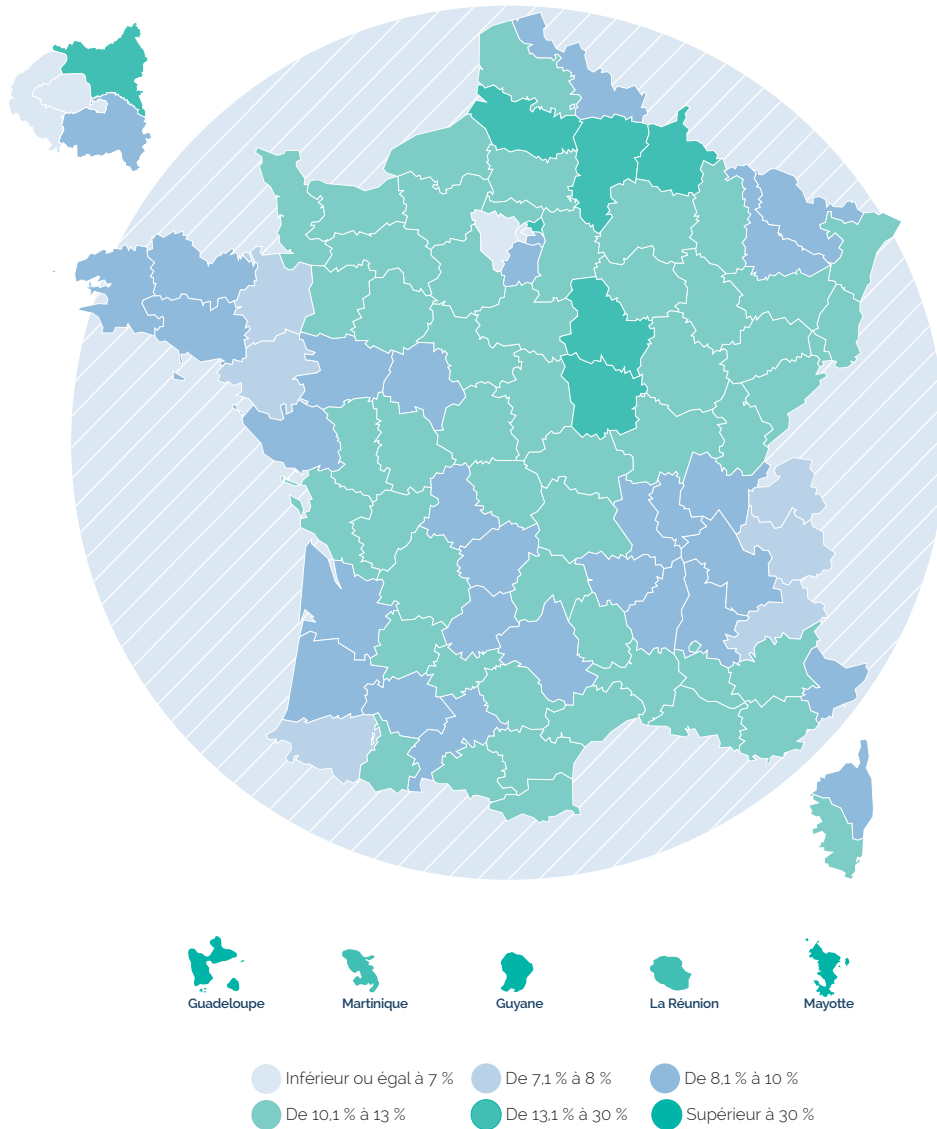 Guadeloupe Martinique Guyane La Réunion Mayotte
Inférieur ou égal à 7 % De 7,1 % à 8 % De 8,1 % à 10 %
De 10,1 % à 13 % De 13,1 % à 30 % Supérieur à 30 %